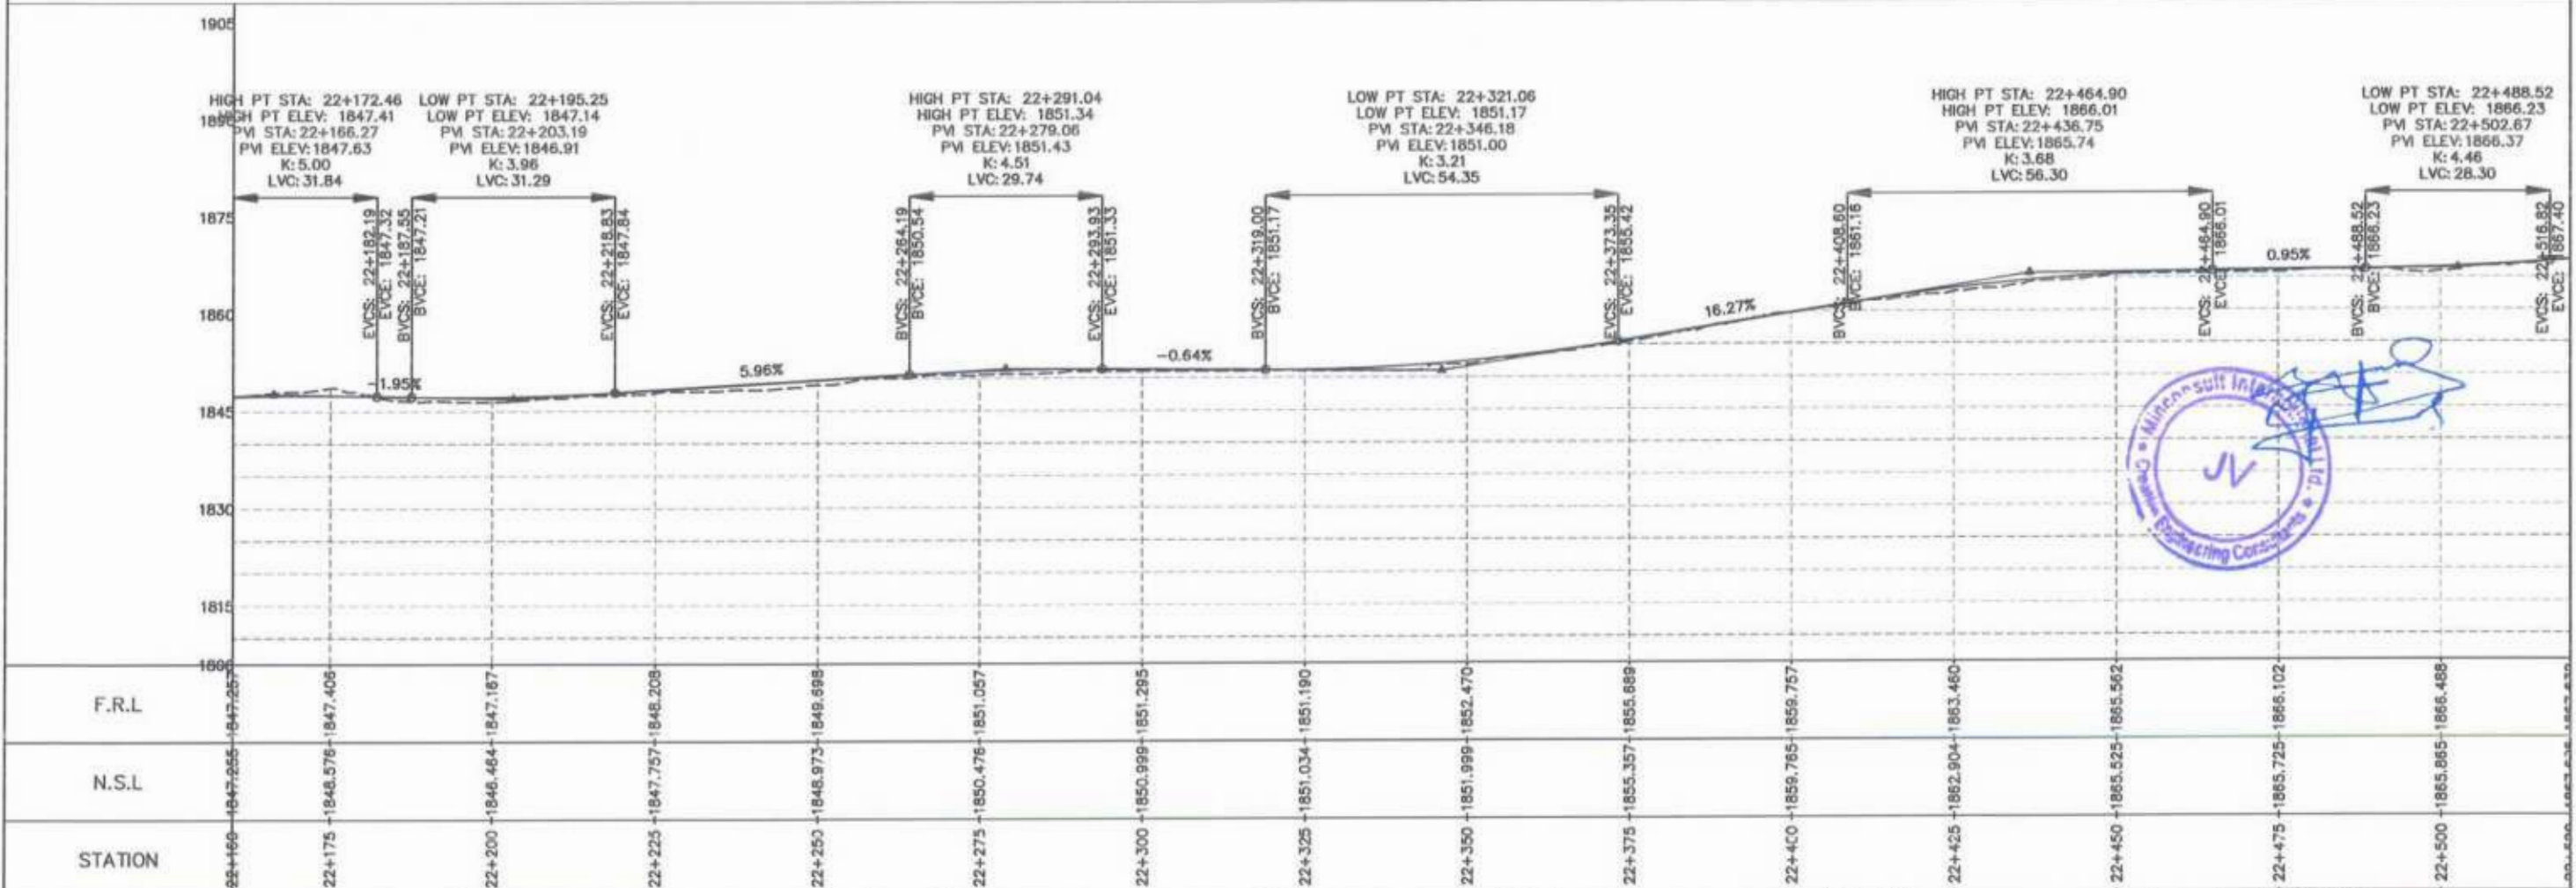 1905
1890
1875
1860
1845
1830
1815
1800
HIGH PT STA: 22+172.46
HIGH PT ELEV: 1847.41
PVI STA:22+166.27
PVI ELEV:1847.63
K:5.00
LVC:31.84
LOW PT STA: 22+195.25
LOW PT ELEV: 1847.14
PVI STA:22+203.19
PVI ELEV:1846.91
K:3.96
LVC:31.29
HIGH PT STA: 22+291.04
HIGH PT ELEV: 1851.34
PVI STA:22+279.06
PVI ELEV:1851.43
K:4.51
LVC:29.74
LOW PT STA: 22+321.06
LOW PT ELEV: 1851.17
PVI STA:22+346.18
PVI ELEV:1851.00
K:3.21
LVC:54.35
HIGH PT STA: 22+464.90
HIGH PT ELEV: 1866.01
PVI STA:22+436.75
PVI ELEV:1865.74
K:3.68
LVC:56.30
LOW PT STA: 22+488.52
LOW PT ELEV: 1866.23
PVI STA:22+502.67
PVI ELEV:1866.37
K:4.46
LVC:28.30
EVCS: 22+182.19
EVCE: 1847.32
BVCS: 22+187.55
BVCE: 1847.21
EVCS: 22+218.83
EVCE: 1847.84
BVCS: 22+264.19
BVCE: 1850.54
EVCS: 22+293.93
EVCE: 1851.33
BVCS: 22+319.00
BVCE: 1851.17
EVCS: 22+373.35
EVCE: 1855.42
BVCS: 22+408.60
BVCE: 1861.16
EVCS: 22+464.90
EVCE: 1866.01
BVCS: 22+488.52
BVCE: 1866.23
EVCS: 22+516.82
EVCE: 1867.40
-1.95%
5.96%
-0.64%
16.27%
0.95%
Minconsult International Ltd.
JV
Engineering Consultants
F.R.L
1847.257 1847.406 1847.167 1848.208 1849.698 1851.057 1851.295 1851.190 1852.470 1855.689 1859.757 1863.460 1865.562 1866.102 1866.488
N.S.L
1847.255 1848.576 1846.464 1847.757 1848.973 1850.476 1850.999 1851.034 1851.999 1855.357 1859.765 1862.904 1865.525 1865.725 1865.865
STATION
22+160 22+175 22+200 22+225 22+250 22+275 22+300 22+325 22+350 22+375 22+400 22+425 22+450 22+475 22+500